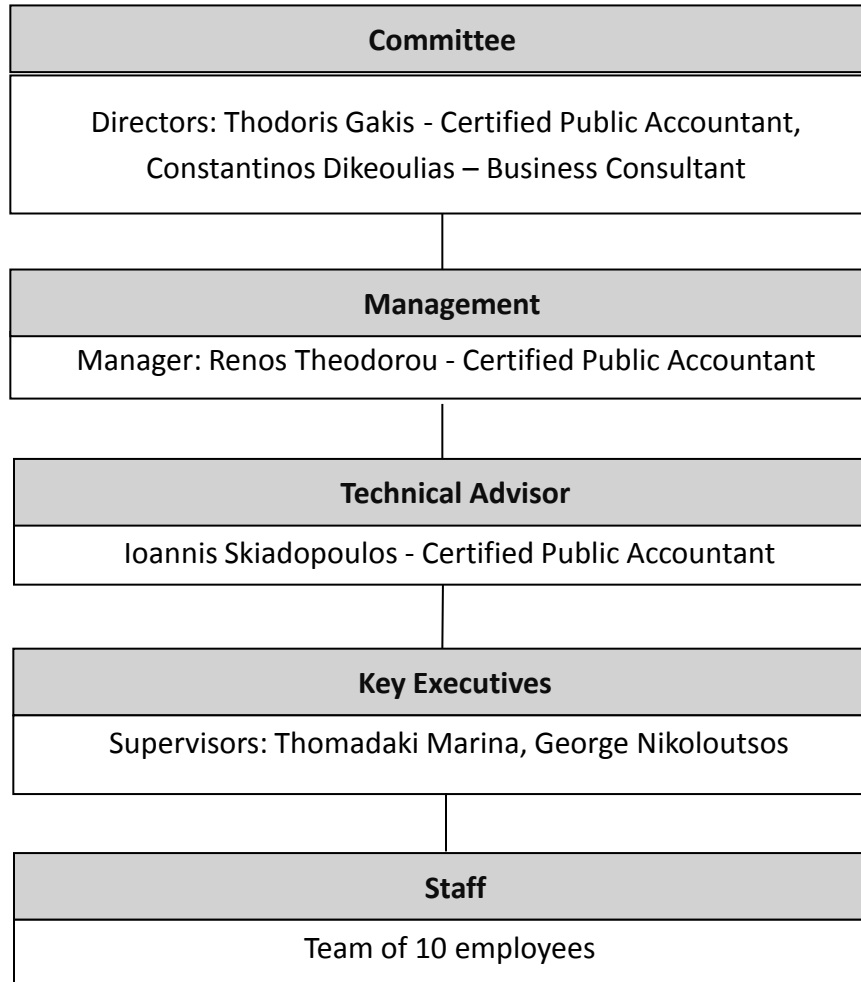 Committee
Directors: Thodoris Gakis - Certified Public Accountant,
Constantinos Dikeoulias – Business Consultant
Management
Manager: Renos Theodorou - Certified Public Accountant
Technical Advisor
Ioannis Skiadopoulos - Certified Public Accountant
Key Executives
Supervisors: Thomadaki Marina, George Nikoloutsos
Staff
Team of 10 employees